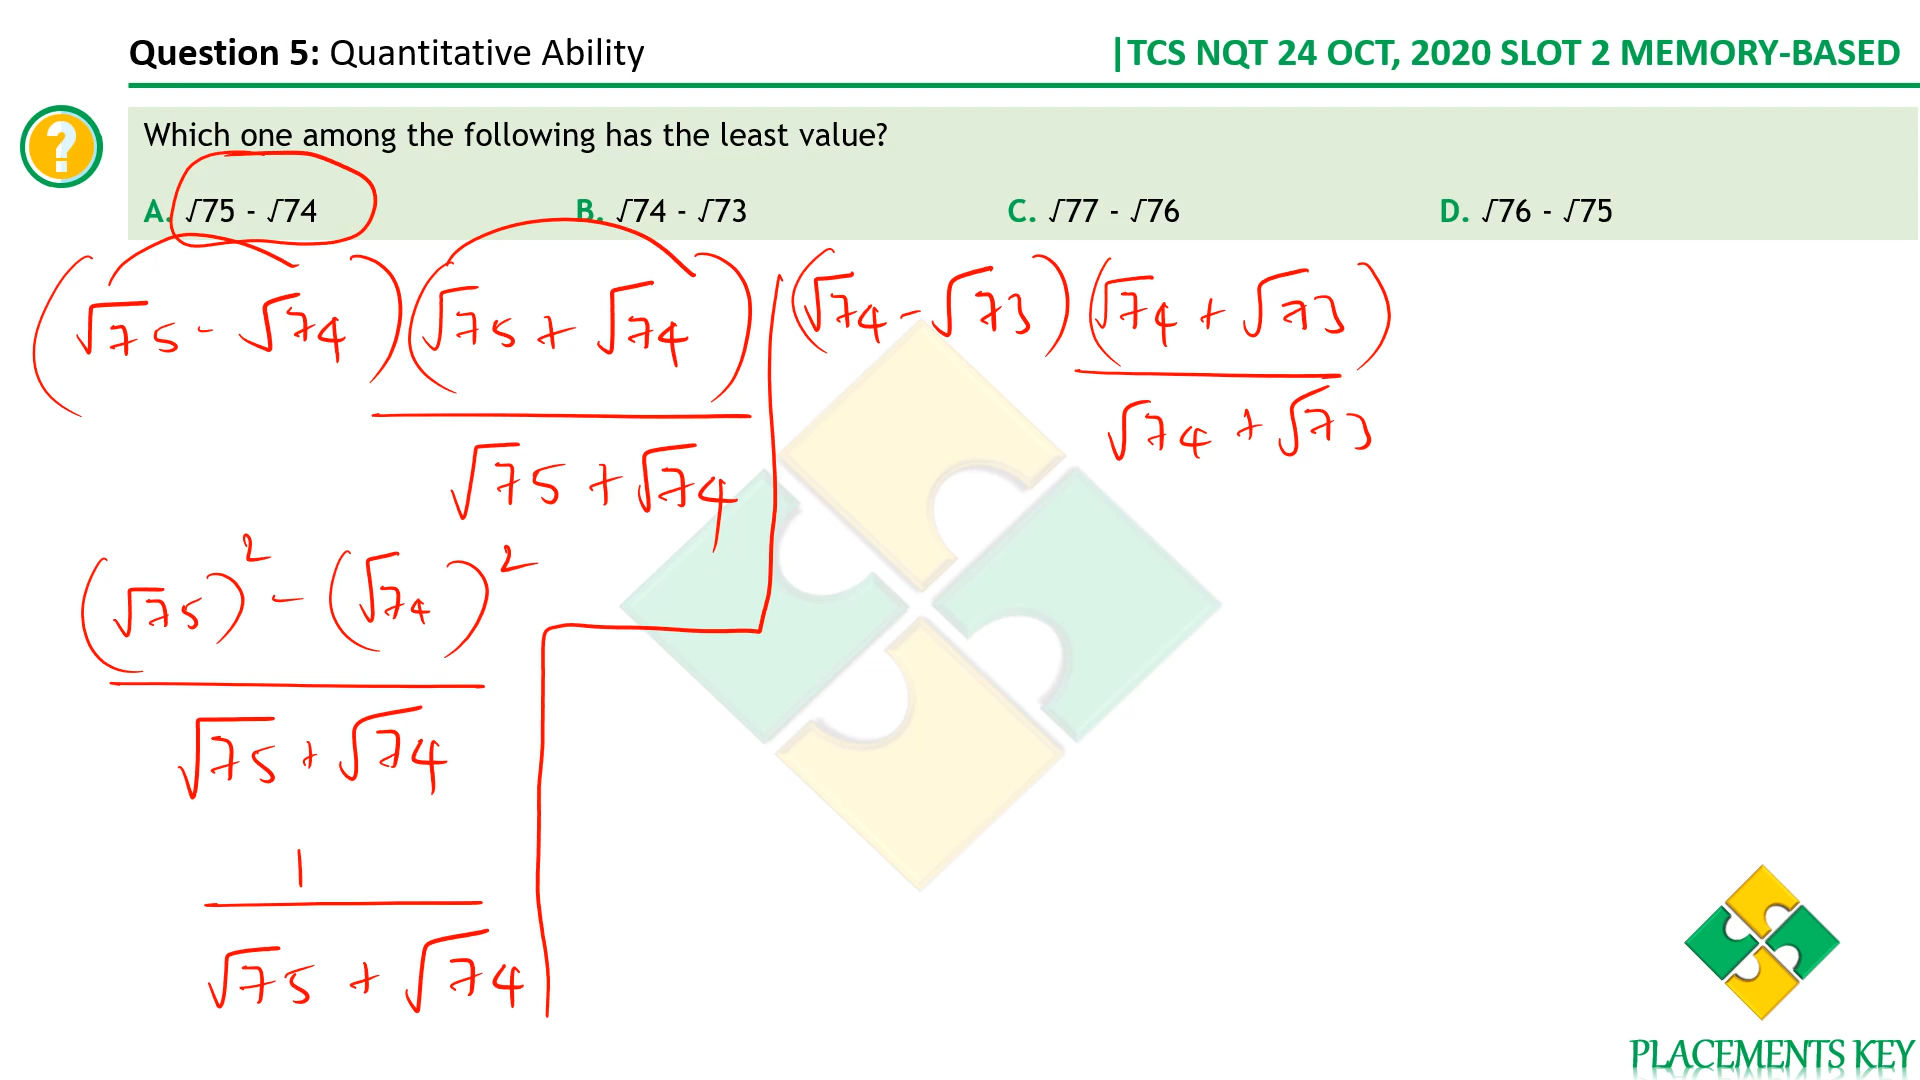 Question 5: Quantitative Ability
|TCS NQT 24 OCT, 2020 SLOT 2 MEMORY-BASED
?
Which one among the following has the least value?
A. √75 - √74 B. √74 - √73 C. √77 - √76 D. √76 - √75
(√75 - √74) (√75 + √74)
√75 + √74
(√75)² - (√74)²
√75 + √74
1
√75 + √74
(√74 - √73) (√74 + √73)
√74 + √73
PLACEMENTS KEY